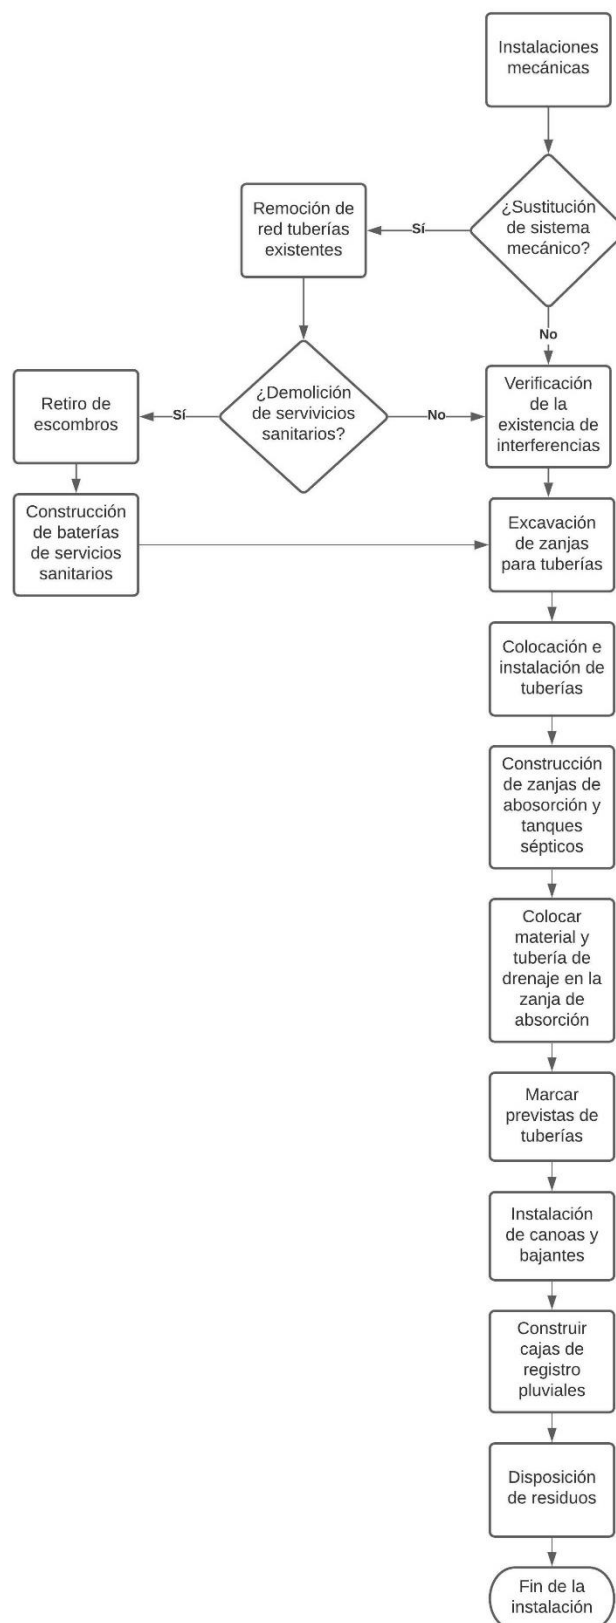 Instalaciones
mecánicas
¿Sustitución
de sistema
mecánico?
Sí
Remoción de
red tuberías
existentes
No
¿Demolición
de servivicios
sanitarios?
Sí
No
Retiro de
escombros
Verificación
de la
existencia de
interferencias
Construcción
de baterías
de servicios
sanitarios
Excavación
de zanjas
para tuberías
Colocación e
instalación de
tuberías
Construcción
de zanjas de
abosorción y
tanques
sépticos
Colocar
material y
tubería de
drenaje en la
zanja de
absorción
Marcar
previstas de
tuberías
Instalación
de canoas y
bajantes
Construir
cajas de
registro
pluviales
Disposición
de residuos
Fin de la
instalación